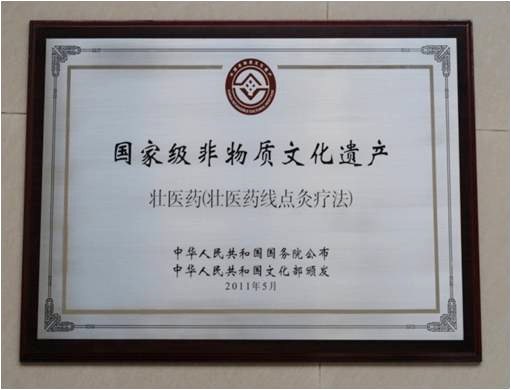 国家级非物质文化遗产
壮医药(壮医药线点灸疗法)
中华人民共和国国务院公布
中华人民共和国文化部颁发
2011年5月